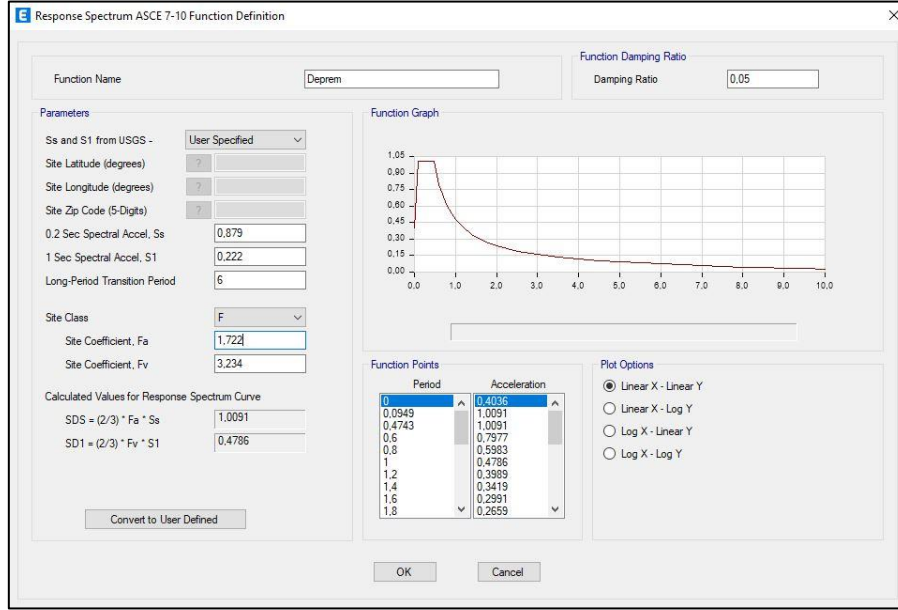 E Response Spectrum ASCE 7-10 Function Definition
Function Name
Deprem
Function Damping Ratio
Damping Ratio
0,05
Parameters
Ss and S1 from USGS -
User Specified
Site Latitude (degrees)
?
Site Longitude (degrees)
?
Site Zip Code (5-Digits)
?
0.2 Sec Spectral Accel, Ss
0,879
1 Sec Spectral Accel, S1
0,222
Long-Period Transition Period
6
Site Class
F
Site Coefficient, Fa
1,722
Site Coefficient, Fv
3,234
Calculated Values for Response Spectrum Curve
SDS = (2/3) * Fa * Ss
1,0091
SD1 = (2/3) * Fv * S1
0,4786
Convert to User Defined
Function Graph
1,05
0,90
0,75
0,60
0,45
0,30
0,15
0,00
0,0 1,0 2,0 3,0 4,0 5,0 6,0 7,0 8,0 9,0 10,0
Function Points
Period Acceleration
0 0,4036
0,0949 1,0091
0,4743 1,0091
0,6 0,7977
0,8 0,5983
1 0,4786
1,2 0,3989
1,4 0,3419
1,6 0,2991
1,8 0,2659
Plot Options
Linear X - Linear Y
Linear X - Log Y
Log X - Linear Y
Log X - Log Y
OK
Cancel